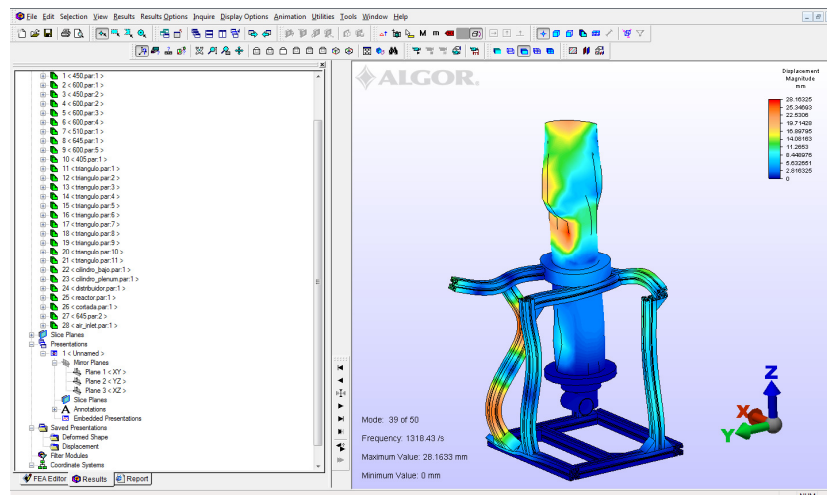 File Edit Selection View Results Results Options Inquire Display Options Animation Utilities Tools Window Help
M m
1 < 450.par:1 >
2 < 600.par:1 >
3 < 450.par:2 >
4 < 600.par:2 >
5 < 600.par:3 >
6 < 600.par:4 >
7 < 510.par:1 >
8 < 645.par:1 >
9 < 600.par:5 >
10 < 405.par:1 >
11 < triangulo.par:1 >
12 < triangulo.par:2 >
13 < triangulo.par:3 >
14 < triangulo.par:4 >
15 < triangulo.par:5 >
16 < triangulo.par:6 >
17 < triangulo.par:7 >
18 < triangulo.par:8 >
19 < triangulo.par:9 >
20 < triangulo.par:10 >
21 < triangulo.par:11 >
22 < cilindro_bajo.par:1 >
23 < cilindro_plenum.par:1 >
24 < distribuidor.par:1 >
25 < reactor.par:1 >
26 < cortada.par:1 >
27 < 645.par:2 >
28 < air_inlet.par:1 >
Slice Planes
Presentations
1 < Unnamed >
Mirror Planes
Plane 1 < XY >
Plane 2 < YZ >
Plane 3 < XZ >
Slice Planes
Annotations
Embedded Presentations
Saved Presentations
Deformed Shape
Displacement
Filter Modules
Coordinate Systems
FEA Editor Results Report
ALGOR.
Displacement
Magnitude
mm
28.16325
25.34693
22.5306
19.71428
16.89795
14.08163
11.2653
8.448976
5.632651
2.816325
0
Mode: 39 of 50
Frequency: 1318.43 /s
Maximum Value: 28.1633 mm
Minimum Value: 0 mm
Z
X
Y
NUM